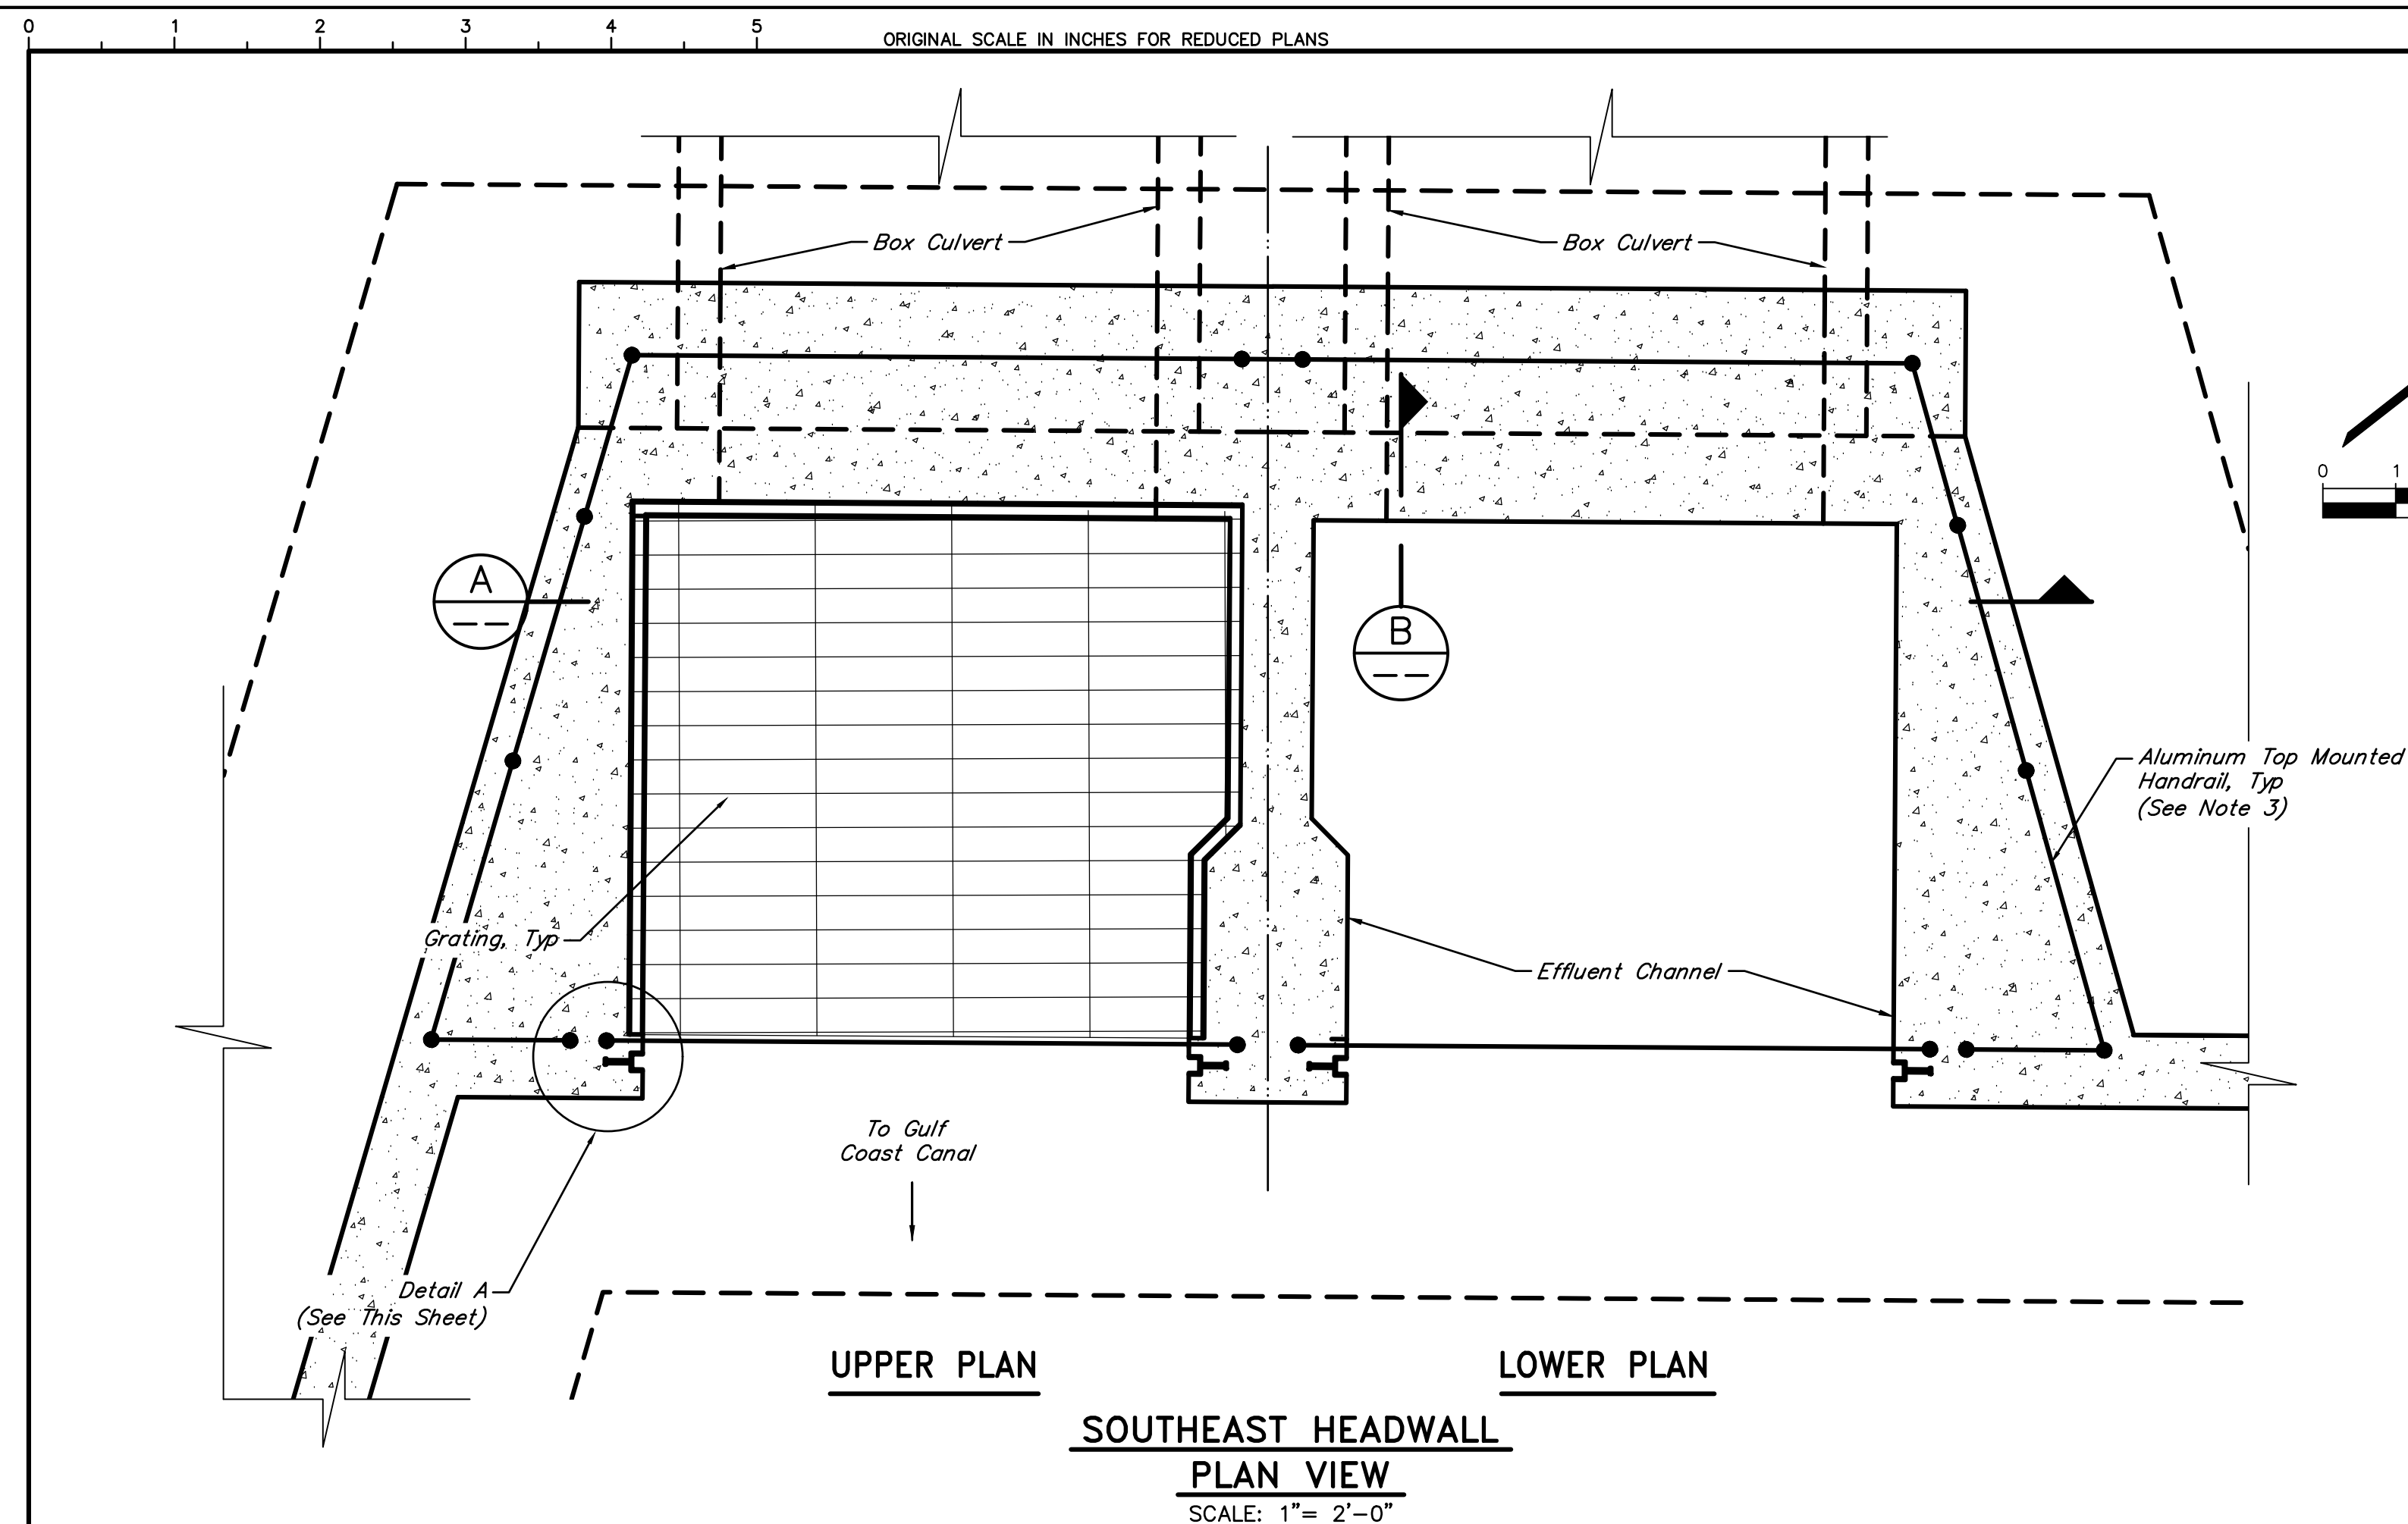 0 1 2 3 4 5
ORIGINAL SCALE IN INCHES FOR REDUCED PLANS
Box Culvert
Box Culvert
0 1
A
B
Aluminum Top Mounted
Handrail, Typ
(See Note 3)
Grating, Typ
Effluent Channel
To Gulf
Coast Canal
Detail A
(See This Sheet)
UPPER PLAN
LOWER PLAN
SOUTHEAST HEADWALL
PLAN VIEW
SCALE: 1"= 2'-0"